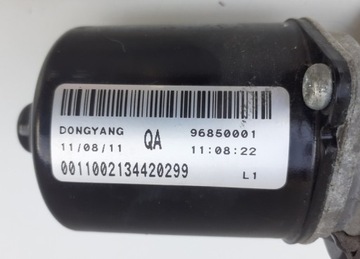 DONGYANG QA 96850001
11/08/11 11:08:22
0011002134420299
L1